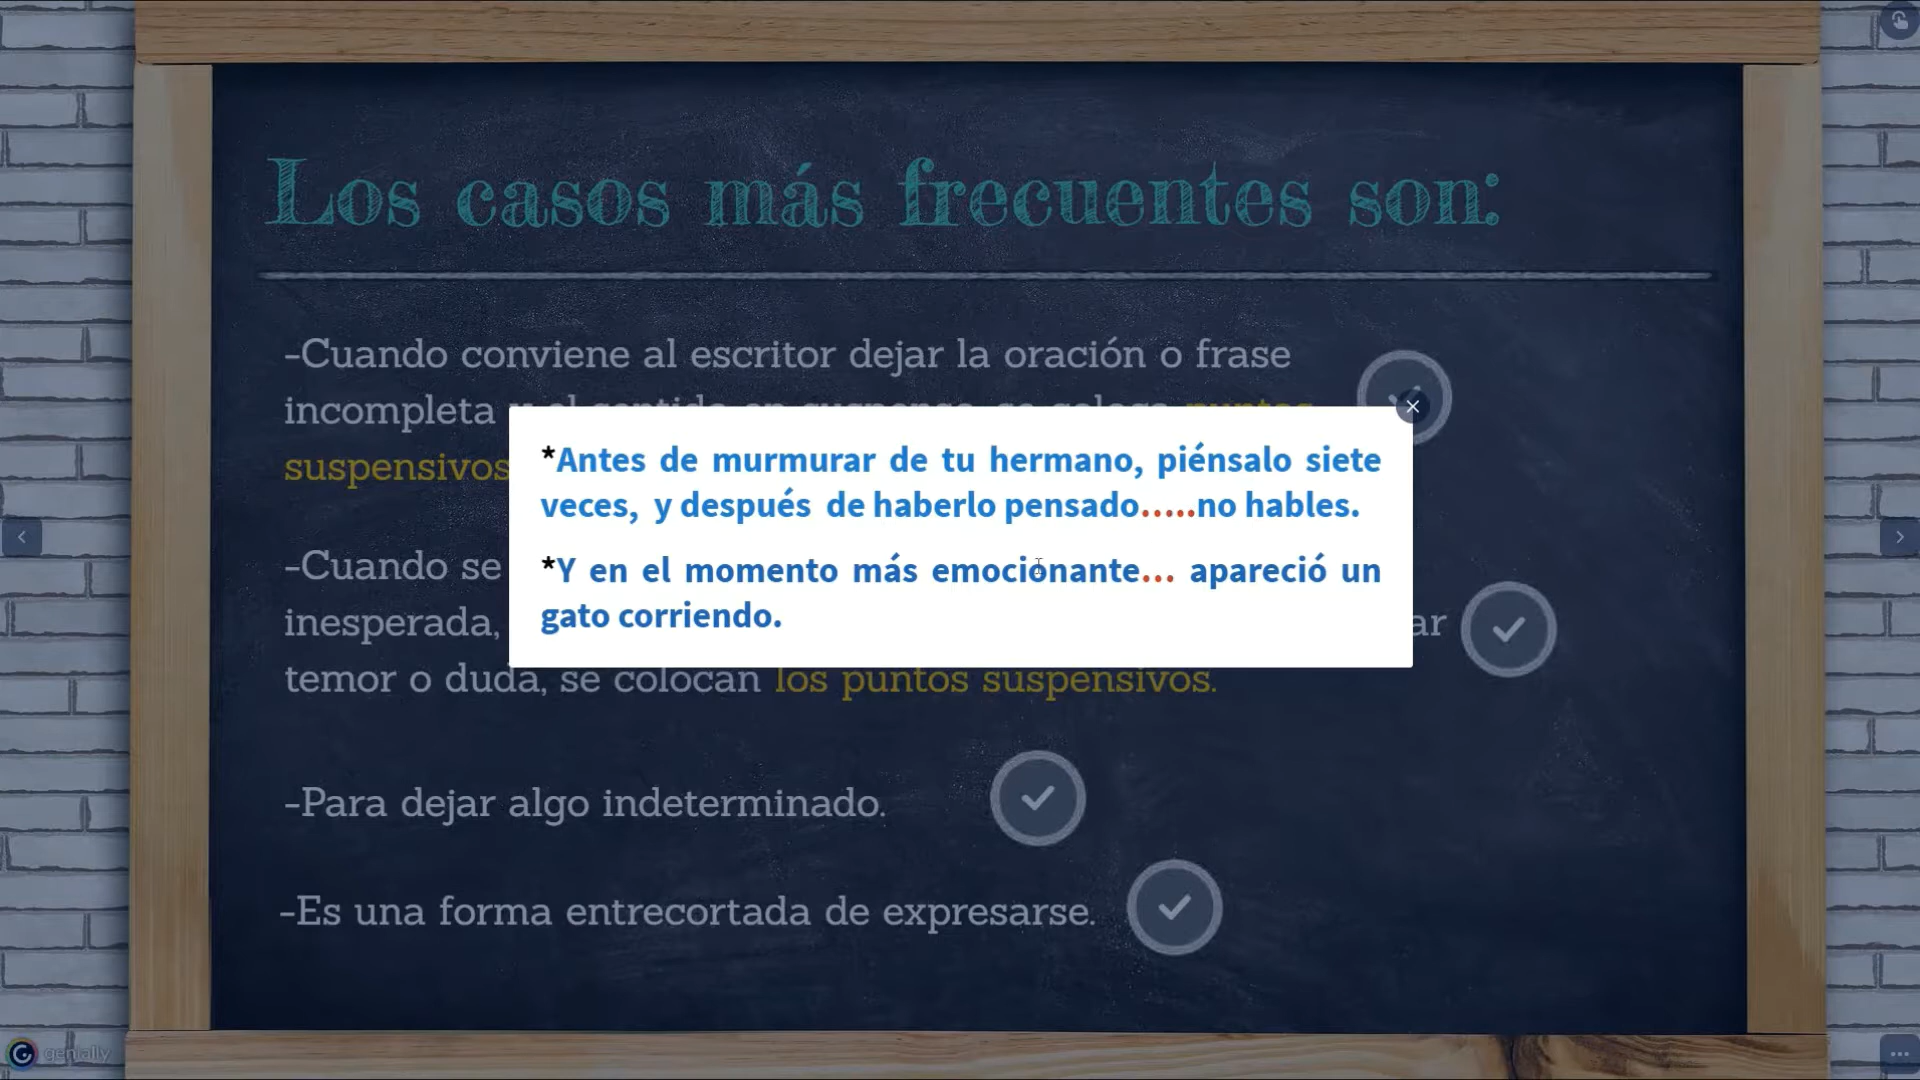 Los casos más frecuentes son:
-Cuando conviene al escritor dejar la oración o frase
incompleta
suspensivos
*Antes de murmurar de tu hermano, piénsalo siete
veces, y después de haberlo pensado.....no hables.
*Y en el momento más emocionante... apareció un
gato corriendo.
-Cuando se
inesperada,
temor o duda, se colocan los puntos suspensivos.
-Para dejar algo indeterminado.
-Es una forma entrecortada de expresarse.
genially